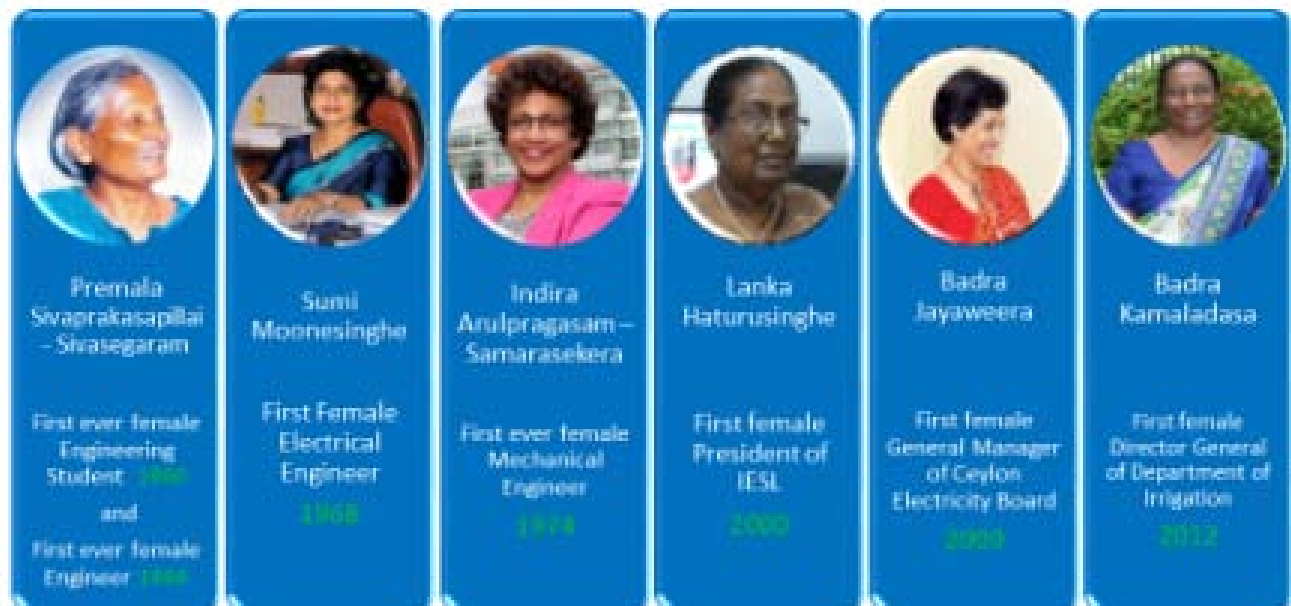 Premala
Sivaprakasapillai
– Sivasegaram
First ever female
Engineering
Student
and
First ever female
Engineer
Sumi
Moonesinghe
First Female
Electrical
Engineer
1968
Indira
Arulpragasam –
Samarasekera
First ever female
Mechanical
Engineer
1974
Lanka
Haturusinghe
First female
President of
IESL
2000
Badra
Jayaweera
First female
General Manager
of Ceylon
Electricity Board
2009
Badra
Kamaladasa
First female
Director General
of Department of
Irrigation
2012